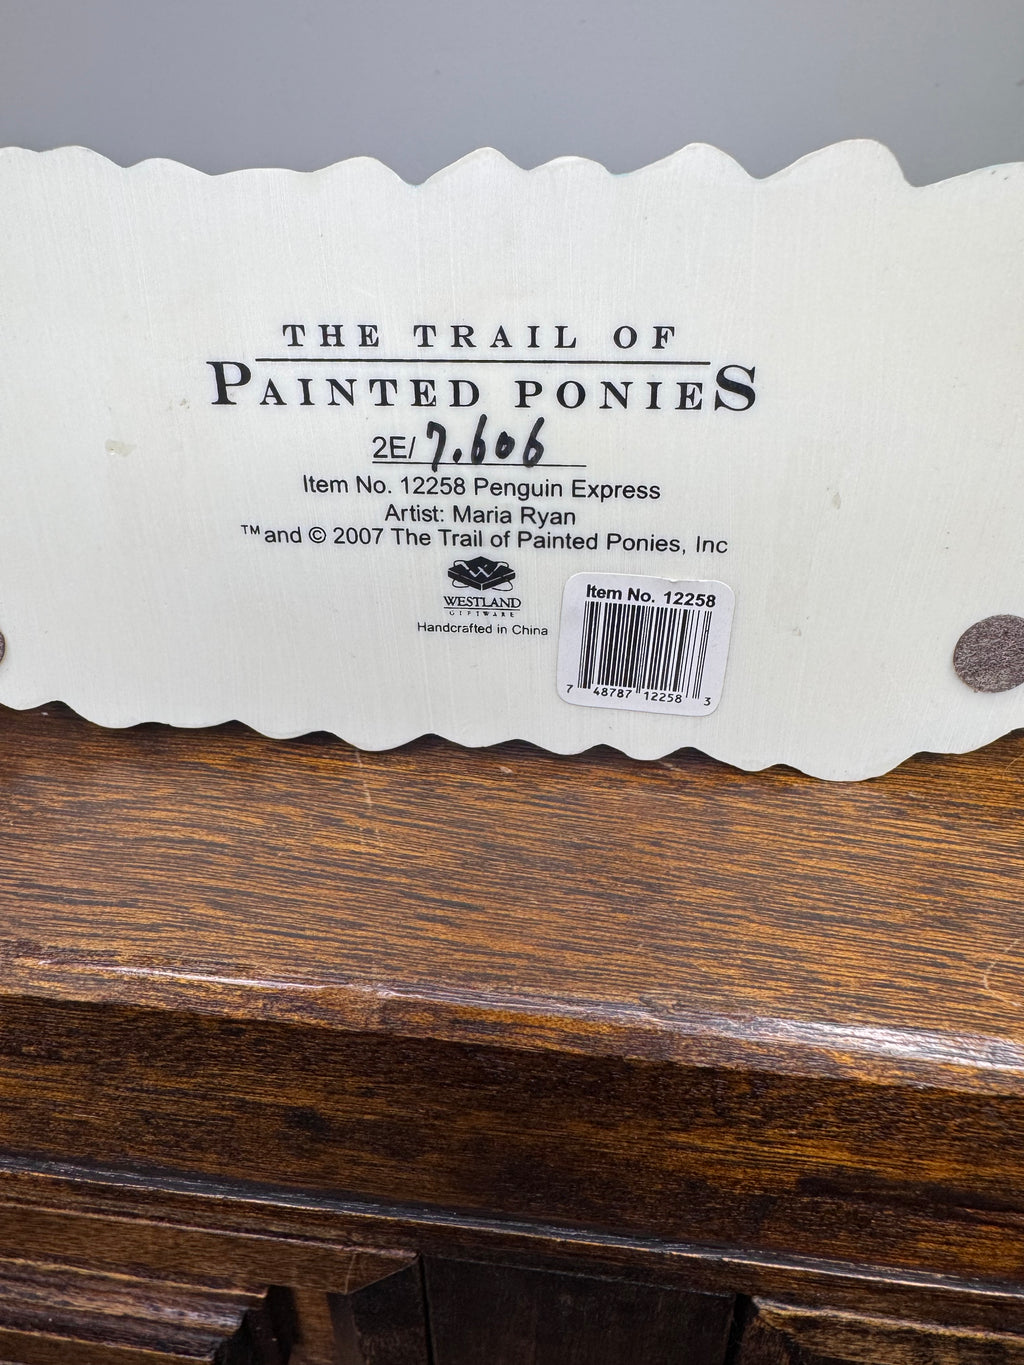 THE TRAIL OF
PAINTED PONIES
2E/ 7.606
Item No. 12258 Penguin Express
Artist: Maria Ryan
™ and © 2007 The Trail of Painted Ponies, Inc
W
WESTLAND
GIFTWARE
Handcrafted in China
Item No. 12258
7 48787 12258 3